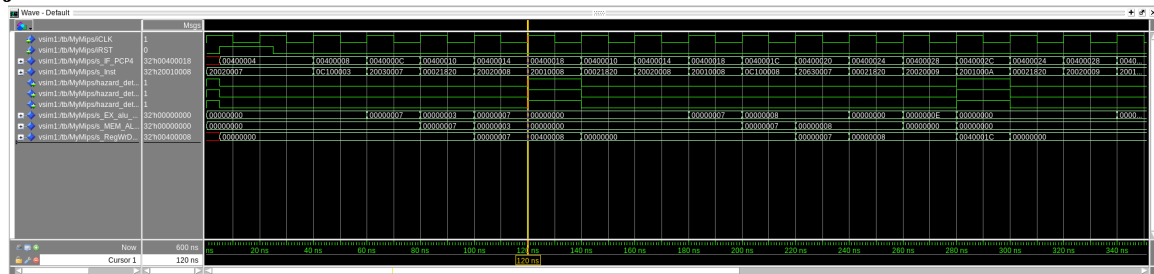 Wave - Default
Msgs
vsim1:/tb/MyMips/iCLK 1
vsim1:/tb/MyMips/iRST 0
vsim1:/tb/MyMips/s_IF_PCP4 32'h00400018 00400004 00400008 0040000C 00400010 00400014 00400018 00400010 00400014 00400018 0040001C 00400020 00400024 00400028 0040002C 00400024 00400028 0040...
vsim1:/tb/MyMips/s_Inst 32'h20010008 20020007 0C100003 20030007 00021820 20020008 20010008 00021820 20020008 20010008 0C100008 20630007 00021820 20020009 2001000A 00021820 20020009 2001...
vsim1:/tb/MyMips/hazard_det... 1
vsim1:/tb/MyMips/hazard_det... 1
vsim1:/tb/MyMips/hazard_det... 1
vsim1:/tb/MyMips/s_EX_alu_... 32'h00000000 00000000 00000007 00000003 00000007 00000000 00000007 00000008 00000000 0000000E 00000000 0000...
vsim1:/tb/MyMips/s_MEM_AL... 32'h00000000 00000000 00000007 00000003 00000000 00000007 00000008 00000000 00000000
vsim1:/tb/MyMips/s_RegWrD... 32'h00400008 00000000 00000007 00400008 00000000 00000007 00000008 0040001C 00000000
Now 600 ns ns 20 ns 40 ns 60 ns 80 ns 100 ns 120 ns 140 ns 160 ns 180 ns 200 ns 220 ns 240 ns 260 ns 280 ns 300 ns 320 ns 340 ns
Cursor 1 120 ns 120 ns